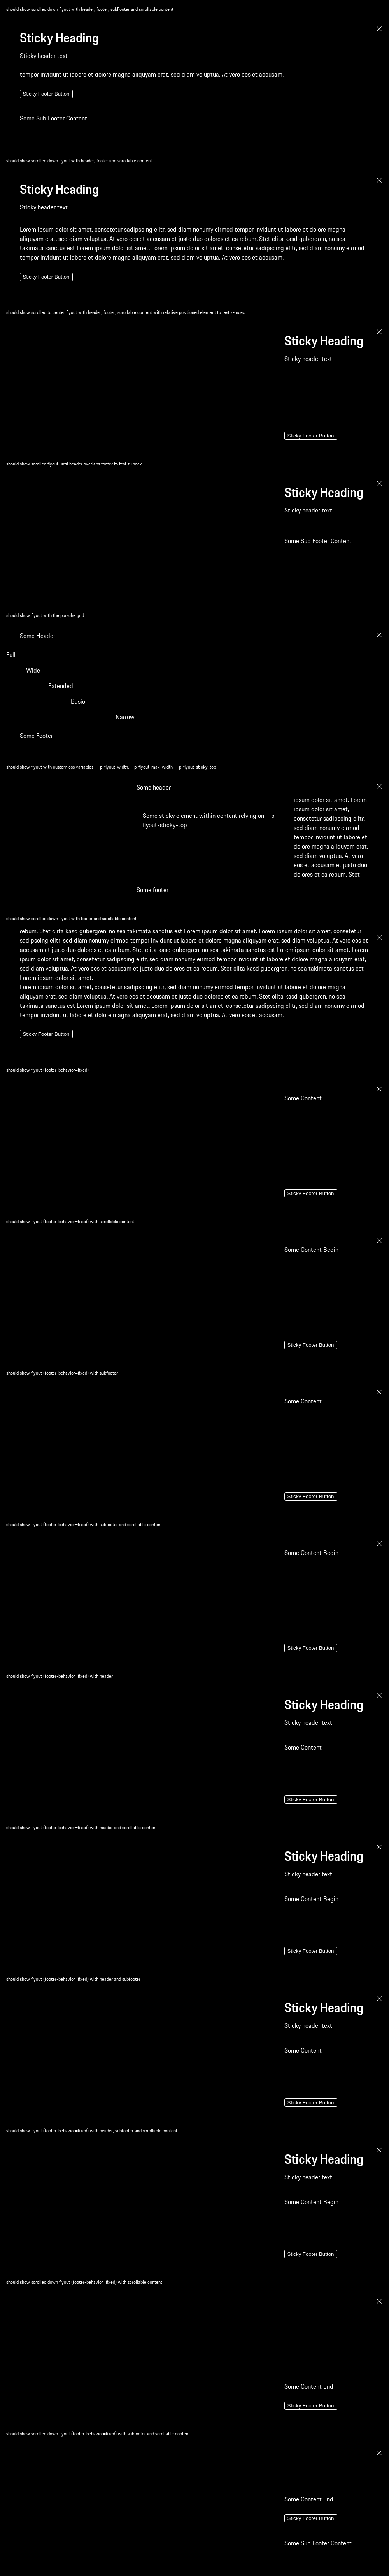 should show scrolled down flyout with header, footer, subFooter and scrollable content
Sticky Heading
Sticky header text
tempor invidunt ut labore et dolore magna aliquyam erat, sed diam voluptua. At vero eos et accusam.
Sticky Footer Button
Some Sub Footer Content
should show scrolled down flyout with header, footer and scrollable content
Sticky Heading
Sticky header text
Lorem ipsum dolor sit amet, consetetur sadipscing elitr, sed diam nonumy eirmod tempor invidunt ut labore et dolore magna
aliquyam erat, sed diam voluptua. At vero eos et accusam et justo duo dolores et ea rebum. Stet clita kasd gubergren, no sea
takimata sanctus est Lorem ipsum dolor sit amet. Lorem ipsum dolor sit amet, consetetur sadipscing elitr, sed diam nonumy eirmod
tempor invidunt ut labore et dolore magna aliquyam erat, sed diam voluptua. At vero eos et accusam.
Sticky Footer Button
should show scrolled to center flyout with header, footer, scrollable content with relative positioned element to test z-index
Sticky Heading
Sticky header text
Sticky Footer Button
should show scrolled flyout until header overlaps footer to test z-index
Sticky Heading
Sticky header text
Some Sub Footer Content
should show flyout with the porsche grid
Some Header
Full
Wide
Extended
Basic
Narrow
Some Footer
should show flyout with custom css variables (--p-flyout-width, --p-flyout-max-width, --p-flyout-sticky-top)
Some header
Some sticky element within content relying on --p-
flyout-sticky-top
ipsum dolor sit amet. Lorem
ipsum dolor sit amet,
consetetur sadipscing elitr,
sed diam nonumy eirmod
tempor invidunt ut labore et
dolore magna aliquyam erat,
sed diam voluptua. At vero
eos et accusam et justo duo
dolores et ea rebum. Stet
Some footer
should show scrolled down flyout with footer and scrollable content
rebum. Stet clita kasd gubergren, no sea takimata sanctus est Lorem ipsum dolor sit amet. Lorem ipsum dolor sit amet, consetetur
sadipscing elitr, sed diam nonumy eirmod tempor invidunt ut labore et dolore magna aliquyam erat, sed diam voluptua. At vero eos et
accusam et justo duo dolores et ea rebum. Stet clita kasd gubergren, no sea takimata sanctus est Lorem ipsum dolor sit amet. Lorem
ipsum dolor sit amet, consetetur sadipscing elitr, sed diam nonumy eirmod tempor invidunt ut labore et dolore magna aliquyam erat,
sed diam voluptua. At vero eos et accusam et justo duo dolores et ea rebum. Stet clita kasd gubergren, no sea takimata sanctus est
Lorem ipsum dolor sit amet.
Lorem ipsum dolor sit amet, consetetur sadipscing elitr, sed diam nonumy eirmod tempor invidunt ut labore et dolore magna
aliquyam erat, sed diam voluptua. At vero eos et accusam et justo duo dolores et ea rebum. Stet clita kasd gubergren, no sea
takimata sanctus est Lorem ipsum dolor sit amet. Lorem ipsum dolor sit amet, consetetur sadipscing elitr, sed diam nonumy eirmod
tempor invidunt ut labore et dolore magna aliquyam erat, sed diam voluptua. At vero eos et accusam.
Sticky Footer Button
should show flyout (footer-behavior=fixed)
Some Content
Sticky Footer Button
should show flyout (footer-behavior=fixed) with scrollable content
Some Content Begin
Sticky Footer Button
should show flyout (footer-behavior=fixed) with subfooter
Some Content
Sticky Footer Button
should show flyout (footer-behavior=fixed) with subfooter and scrollable content
Some Content Begin
Sticky Footer Button
should show flyout (footer-behavior=fixed) with header
Sticky Heading
Sticky header text
Some Content
Sticky Footer Button
should show flyout (footer-behavior=fixed) with header and scrollable content
Sticky Heading
Sticky header text
Some Content Begin
Sticky Footer Button
should show flyout (footer-behavior=fixed) with header and subfooter
Sticky Heading
Sticky header text
Some Content
Sticky Footer Button
should show flyout (footer-behavior=fixed) with header, subfooter and scrollable content
Sticky Heading
Sticky header text
Some Content Begin
Sticky Footer Button
should show scrolled down flyout (footer-behavior=fixed) with scrollable content
Some Content End
Sticky Footer Button
should show scrolled down flyout (footer-behavior=fixed) with subfooter and scrollable content
Some Content End
Sticky Footer Button
Some Sub Footer Content